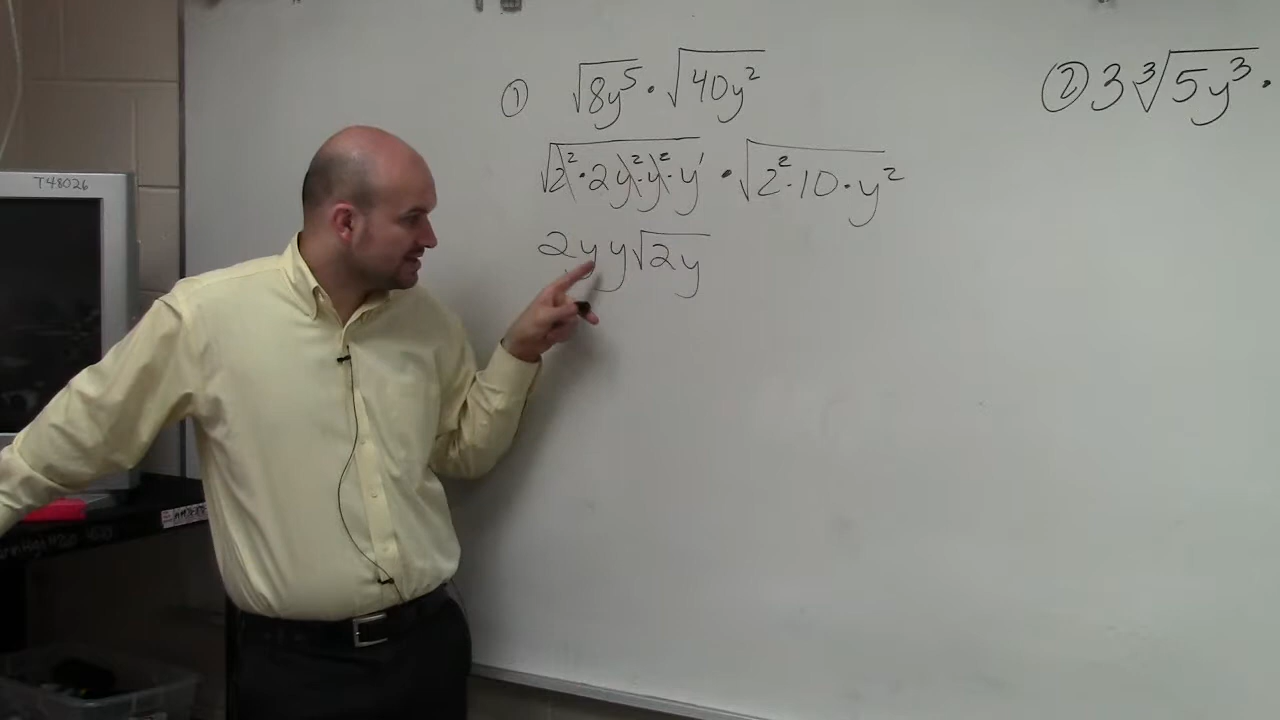 ① √8y⁵ · √40y²
√2² · 2y² · y² · y¹ · √2² · 10 · y²
2yy√2y
② 3 ∛5y³ ·
T48026